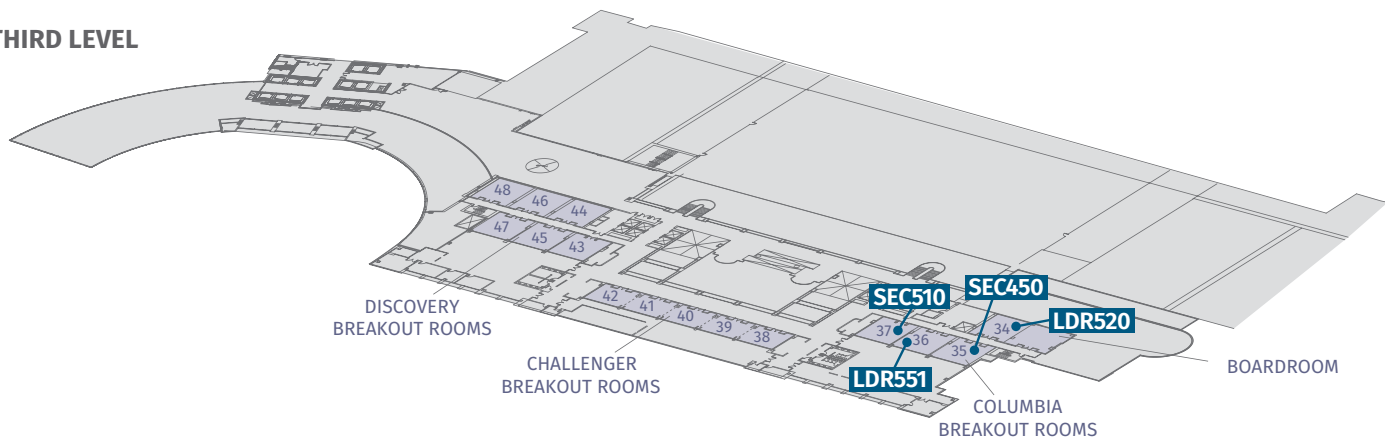 THIRD LEVEL
48
46
44
47
45
43
DISCOVERY
BREAKOUT ROOMS
42
41
40
39
38
CHALLENGER
BREAKOUT ROOMS
SEC510
SEC450
LDR520
37
36
35
34
LDR551
BOARDROOM
COLUMBIA
BREAKOUT ROOMS